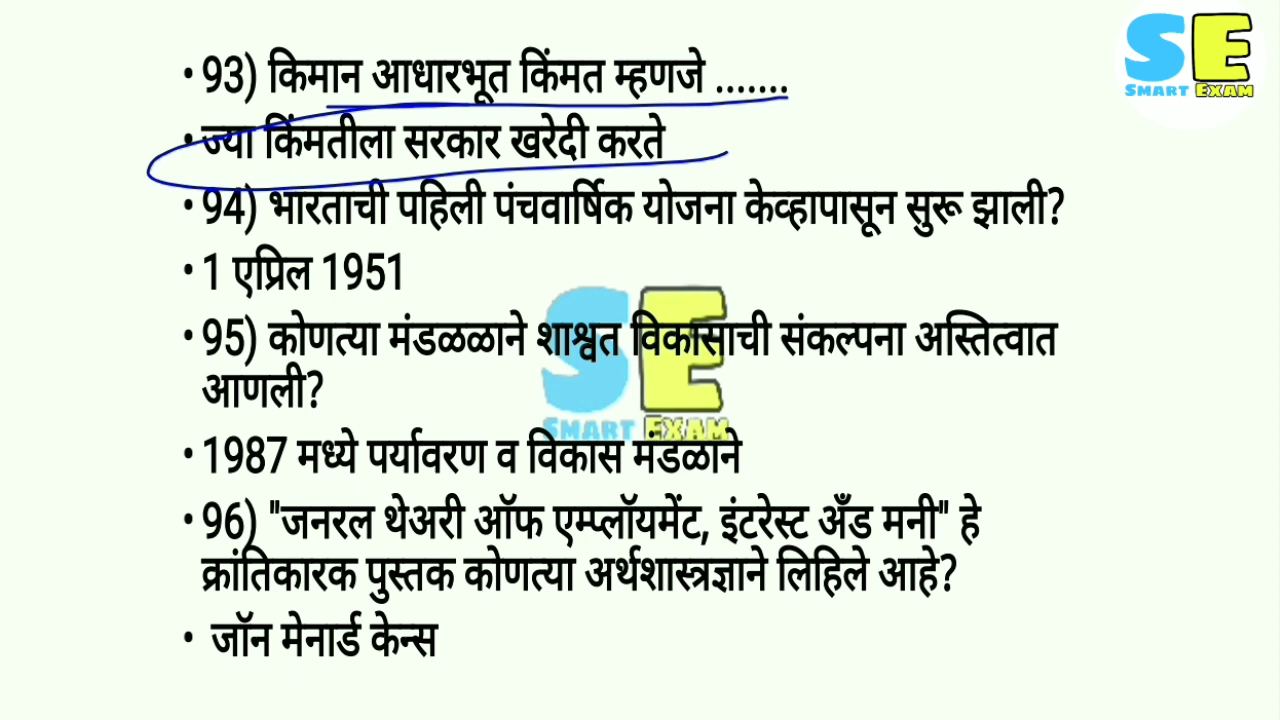 SE
SMART EXAM
• 93) किमान आधारभूत किंमत म्हणजे .......
• ज्या किंमतीला सरकार खरेदी करते
• 94) भारताची पहिली पंचवार्षिक योजना केव्हापासून सुरू झाली?
• 1 एप्रिल 1951
• 95) कोणत्या मंडळळाने शाश्वत विकासाची संकल्पना अस्तित्वात
आणली?
SE
SMART EXAM
• 1987 मध्ये पर्यावरण व विकास मंडळाने
• 96) "जनरल थेअरी ऑफ एम्प्लॉयमेंट, इंटरेस्ट अँड मनी" हे
क्रांतिकारक पुस्तक कोणत्या अर्थशास्त्रज्ञाने लिहिले आहे?
• जॉन मेनार्ड केन्स